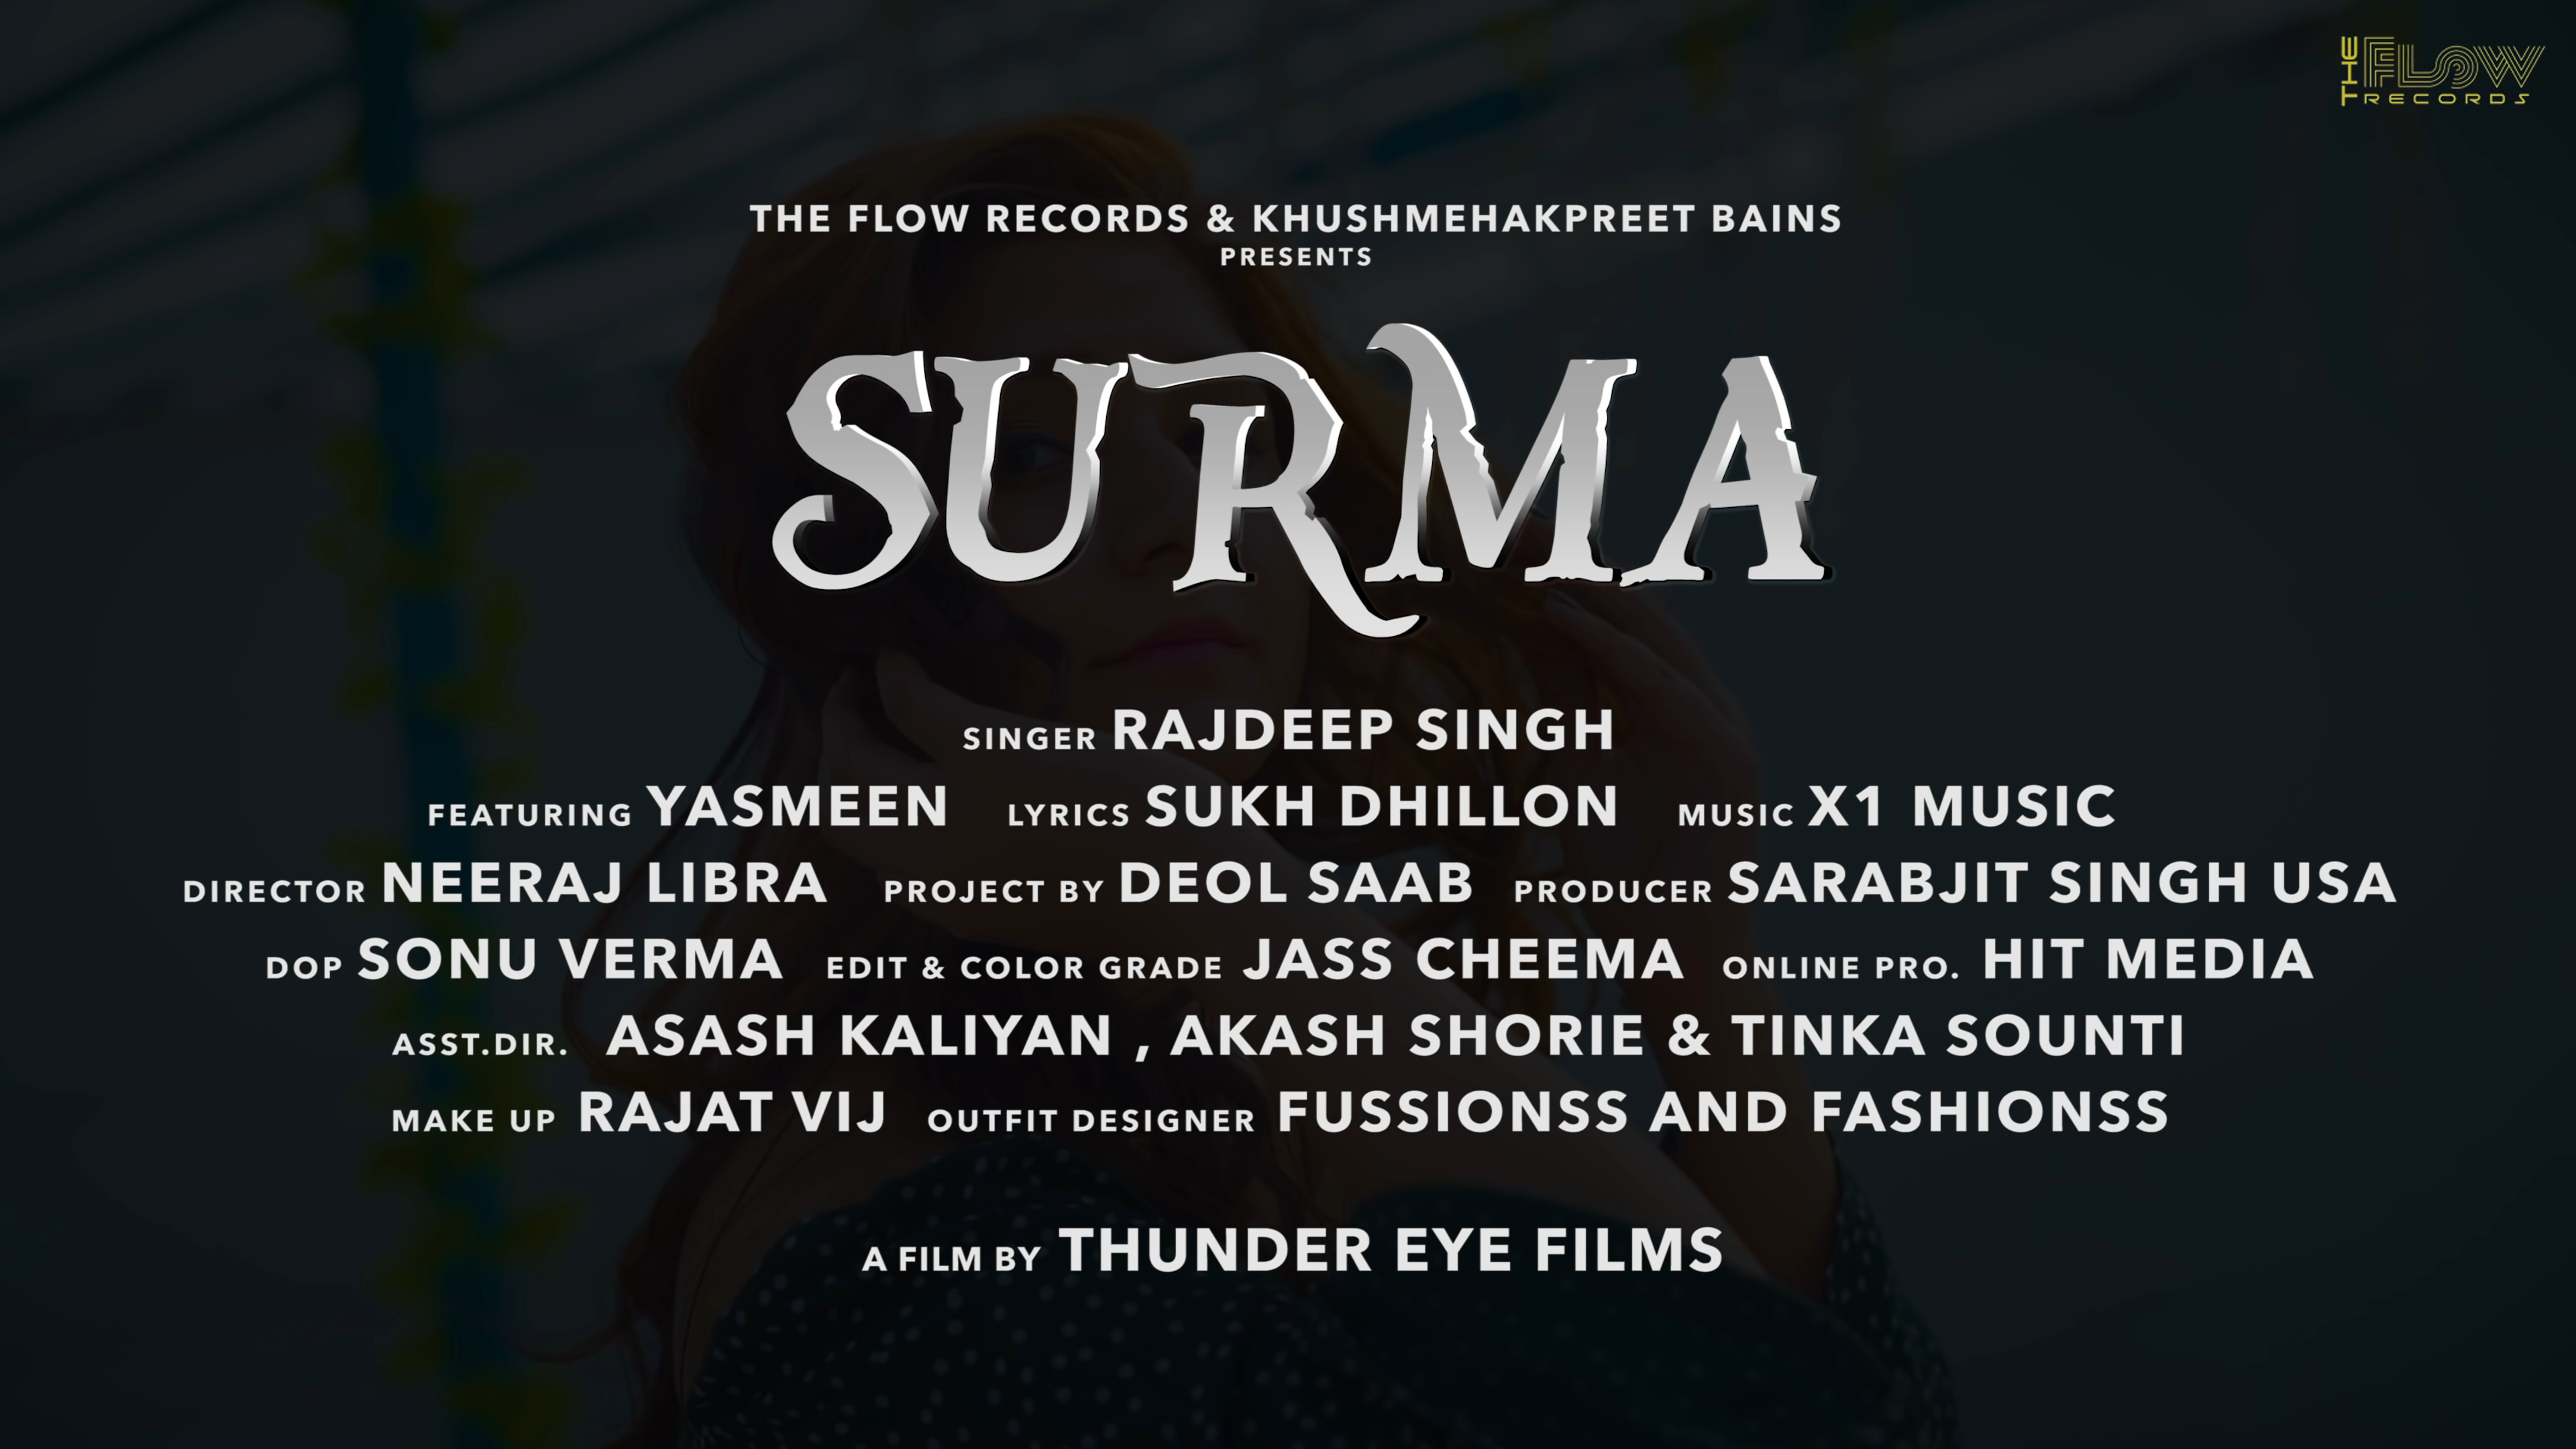 THE FLOW RECORDS
THE FLOW RECORDS & KHUSHMEHAKPREET BAINS
PRESENTS
SURMA
SINGER RAJDEEP SINGH
FEATURING YASMEEN LYRICS SUKH DHILLON MUSIC X1 MUSIC
DIRECTOR NEERAJ LIBRA PROJECT BY DEOL SAAB PRODUCER SARABJIT SINGH USA
DOP SONU VERMA EDIT & COLOR GRADE JASS CHEEMA ONLINE PRO. HIT MEDIA
ASST.DIR. ASASH KALIYAN , AKASH SHORIE & TINKA SOUNTI
MAKE UP RAJAT VIJ OUTFIT DESIGNER FUSSIONSS AND FASHIONSS
A FILM BY THUNDER EYE FILMS